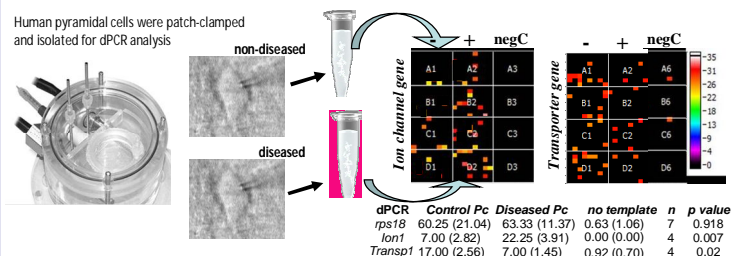 Human pyramidal cells were patch-clamped
and isolated for dPCR analysis
non-diseased
diseased
- + negC
Ion channel gene
A1 A2 A3
B1 B2 B3
C1 C2 C3
D1 D2 D3
- + negC
Transporter gene
A1 A2 A6
B1 B2 B6
C1 C2 C6
D1 D2 D6
35
31
26
22
18
13
9
4
0
dPCR Control Pc Diseased Pc no template n p value
rps18 60.25 (21.04) 63.33 (11.37) 0.63 (1.06) 7 0.918
Ion1 7.00 (2.82) 22.25 (3.91) 0.00 (0.00) 4 0.007
Transp1 17.00 (2.56) 7.00 (1.45) 0.92 (0.70) 4 0.02